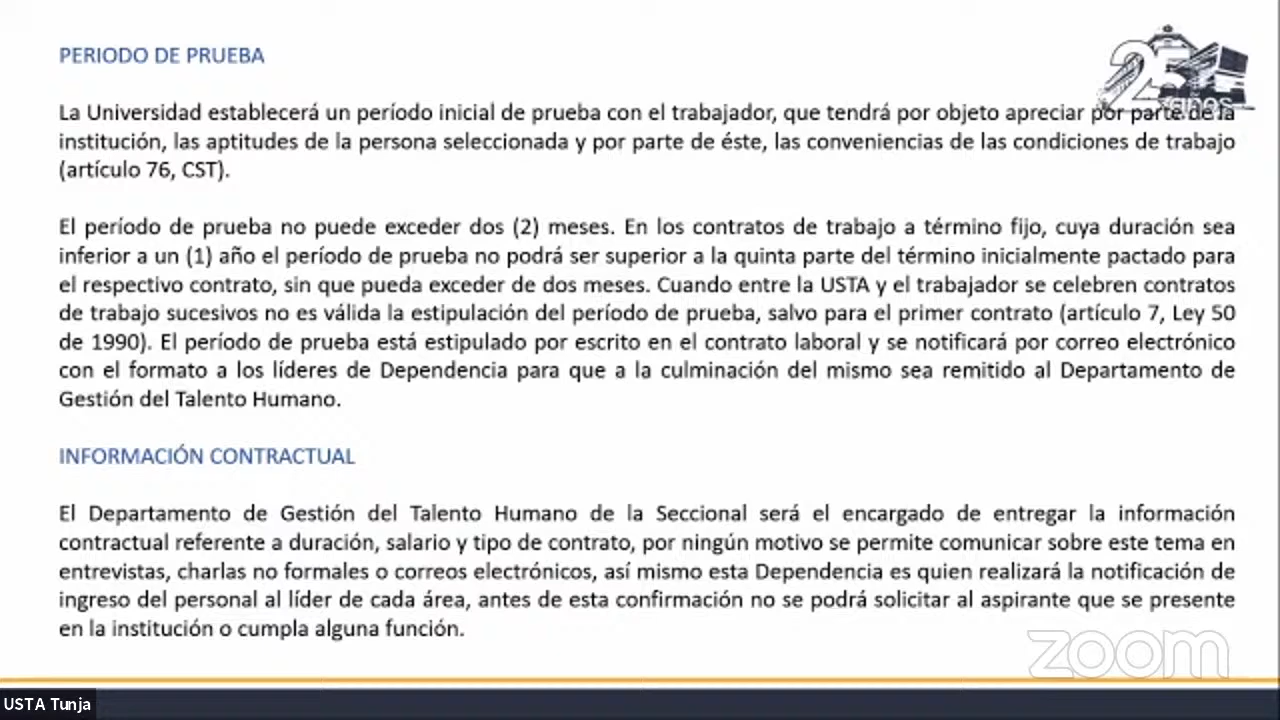 PERIODO DE PRUEBA
25
años
La Universidad establecerá un período inicial de prueba con el trabajador, que tendrá por objeto apreciar por parte de la
institución, las aptitudes de la persona seleccionada y por parte de éste, las conveniencias de las condiciones de trabajo
(artículo 76, CST).
El período de prueba no puede exceder dos (2) meses. En los contratos de trabajo a término fijo, cuya duración sea
inferior a un (1) año el período de prueba no podrá ser superior a la quinta parte del término inicialmente pactado para
el respectivo contrato, sin que pueda exceder de dos meses. Cuando entre la USTA y el trabajador se celebren contratos
de trabajo sucesivos no es válida la estipulación del período de prueba, salvo para el primer contrato (artículo 7, Ley 50
de 1990). El período de prueba está estipulado por escrito en el contrato laboral y se notificará por correo electrónico
con el formato a los líderes de Dependencia para que a la culminación del mismo sea remitido al Departamento de
Gestión del Talento Humano.
INFORMACIÓN CONTRACTUAL
El Departamento de Gestión del Talento Humano de la Seccional será el encargado de entregar la información
contractual referente a duración, salario y tipo de contrato, por ningún motivo se permite comunicar sobre este tema en
entrevistas, charlas no formales o correos electrónicos, así mismo esta Dependencia es quien realizará la notificación de
ingreso del personal al líder de cada área, antes de esta confirmación no se podrá solicitar al aspirante que se presente
en la institución o cumpla alguna función.
zoom
USTA Tunja